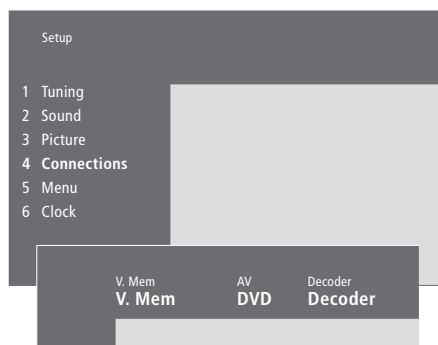 Setup
1 Tuning
2 Sound
3 Picture
4 Connections
5 Menu
6 Clock
V. Mem AV Decoder
V. Mem DVD Decoder